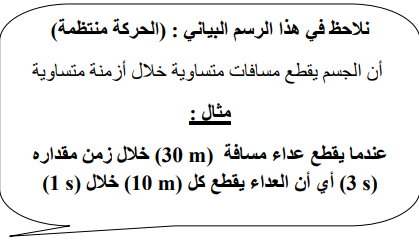 نلاحظ في هذا الرسم البياني : (الحركة منتظمة)
أن الجسم يقطع مسافات متساوية خلال أزمنة متساوية
مثال :
عندما يقطع عداء مسافة (30 m) خلال زمن مقداره
(3 s) أي أن العداء يقطع كل (10 m) خلال (1 s)